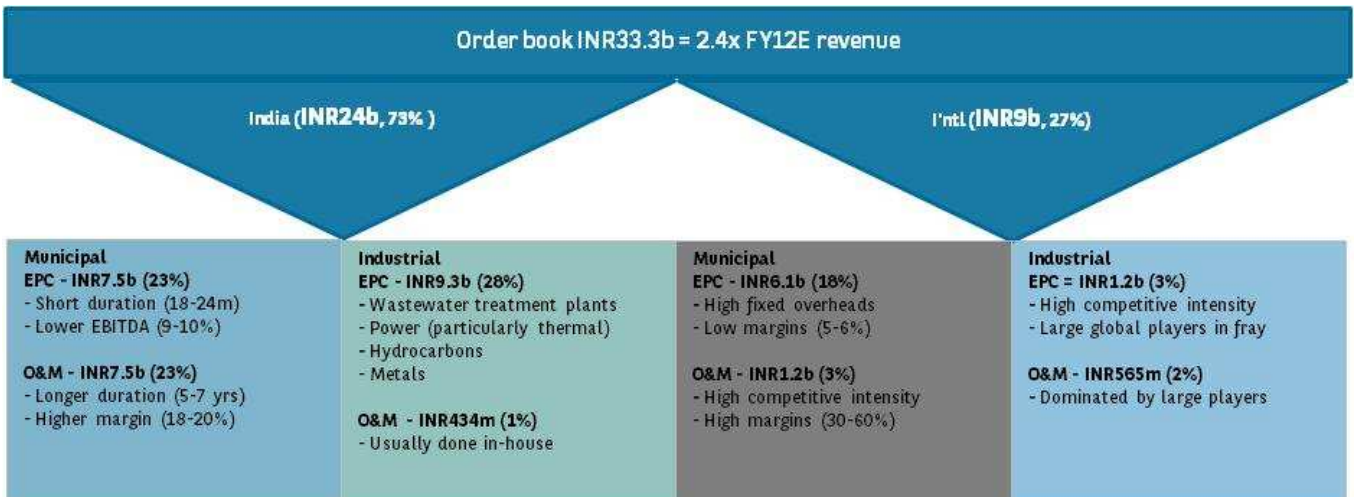 Order book INR33.3b = 2.4x FY12E revenue
India (INR24b, 73% )
I'ntl (INR9b, 27%)
Municipal
EPC - INR7.5b (23%)
- Short duration (18-24m)
- Lower EBITDA (9-10%)
O&M - INR7.5b (23%)
- Longer duration (5-7 yrs)
- Higher margin (18-20%)
Industrial
EPC - INR9.3b (28%)
- Wastewater treatment plants
- Power (particularly thermal)
- Hydrocarbons
- Metals
O&M - INR434m (1%)
- Usually done in-house
Municipal
EPC - INR6.1b (18%)
- High fixed overheads
- Low margins (5-6%)
O&M - INR1.2b (3%)
- High competitive intensity
- High margins (30-60%)
Industrial
EPC = INR1.2b (3%)
- High competitive intensity
- Large global players in fray
O&M - INR565m (2%)
- Dominated by large players